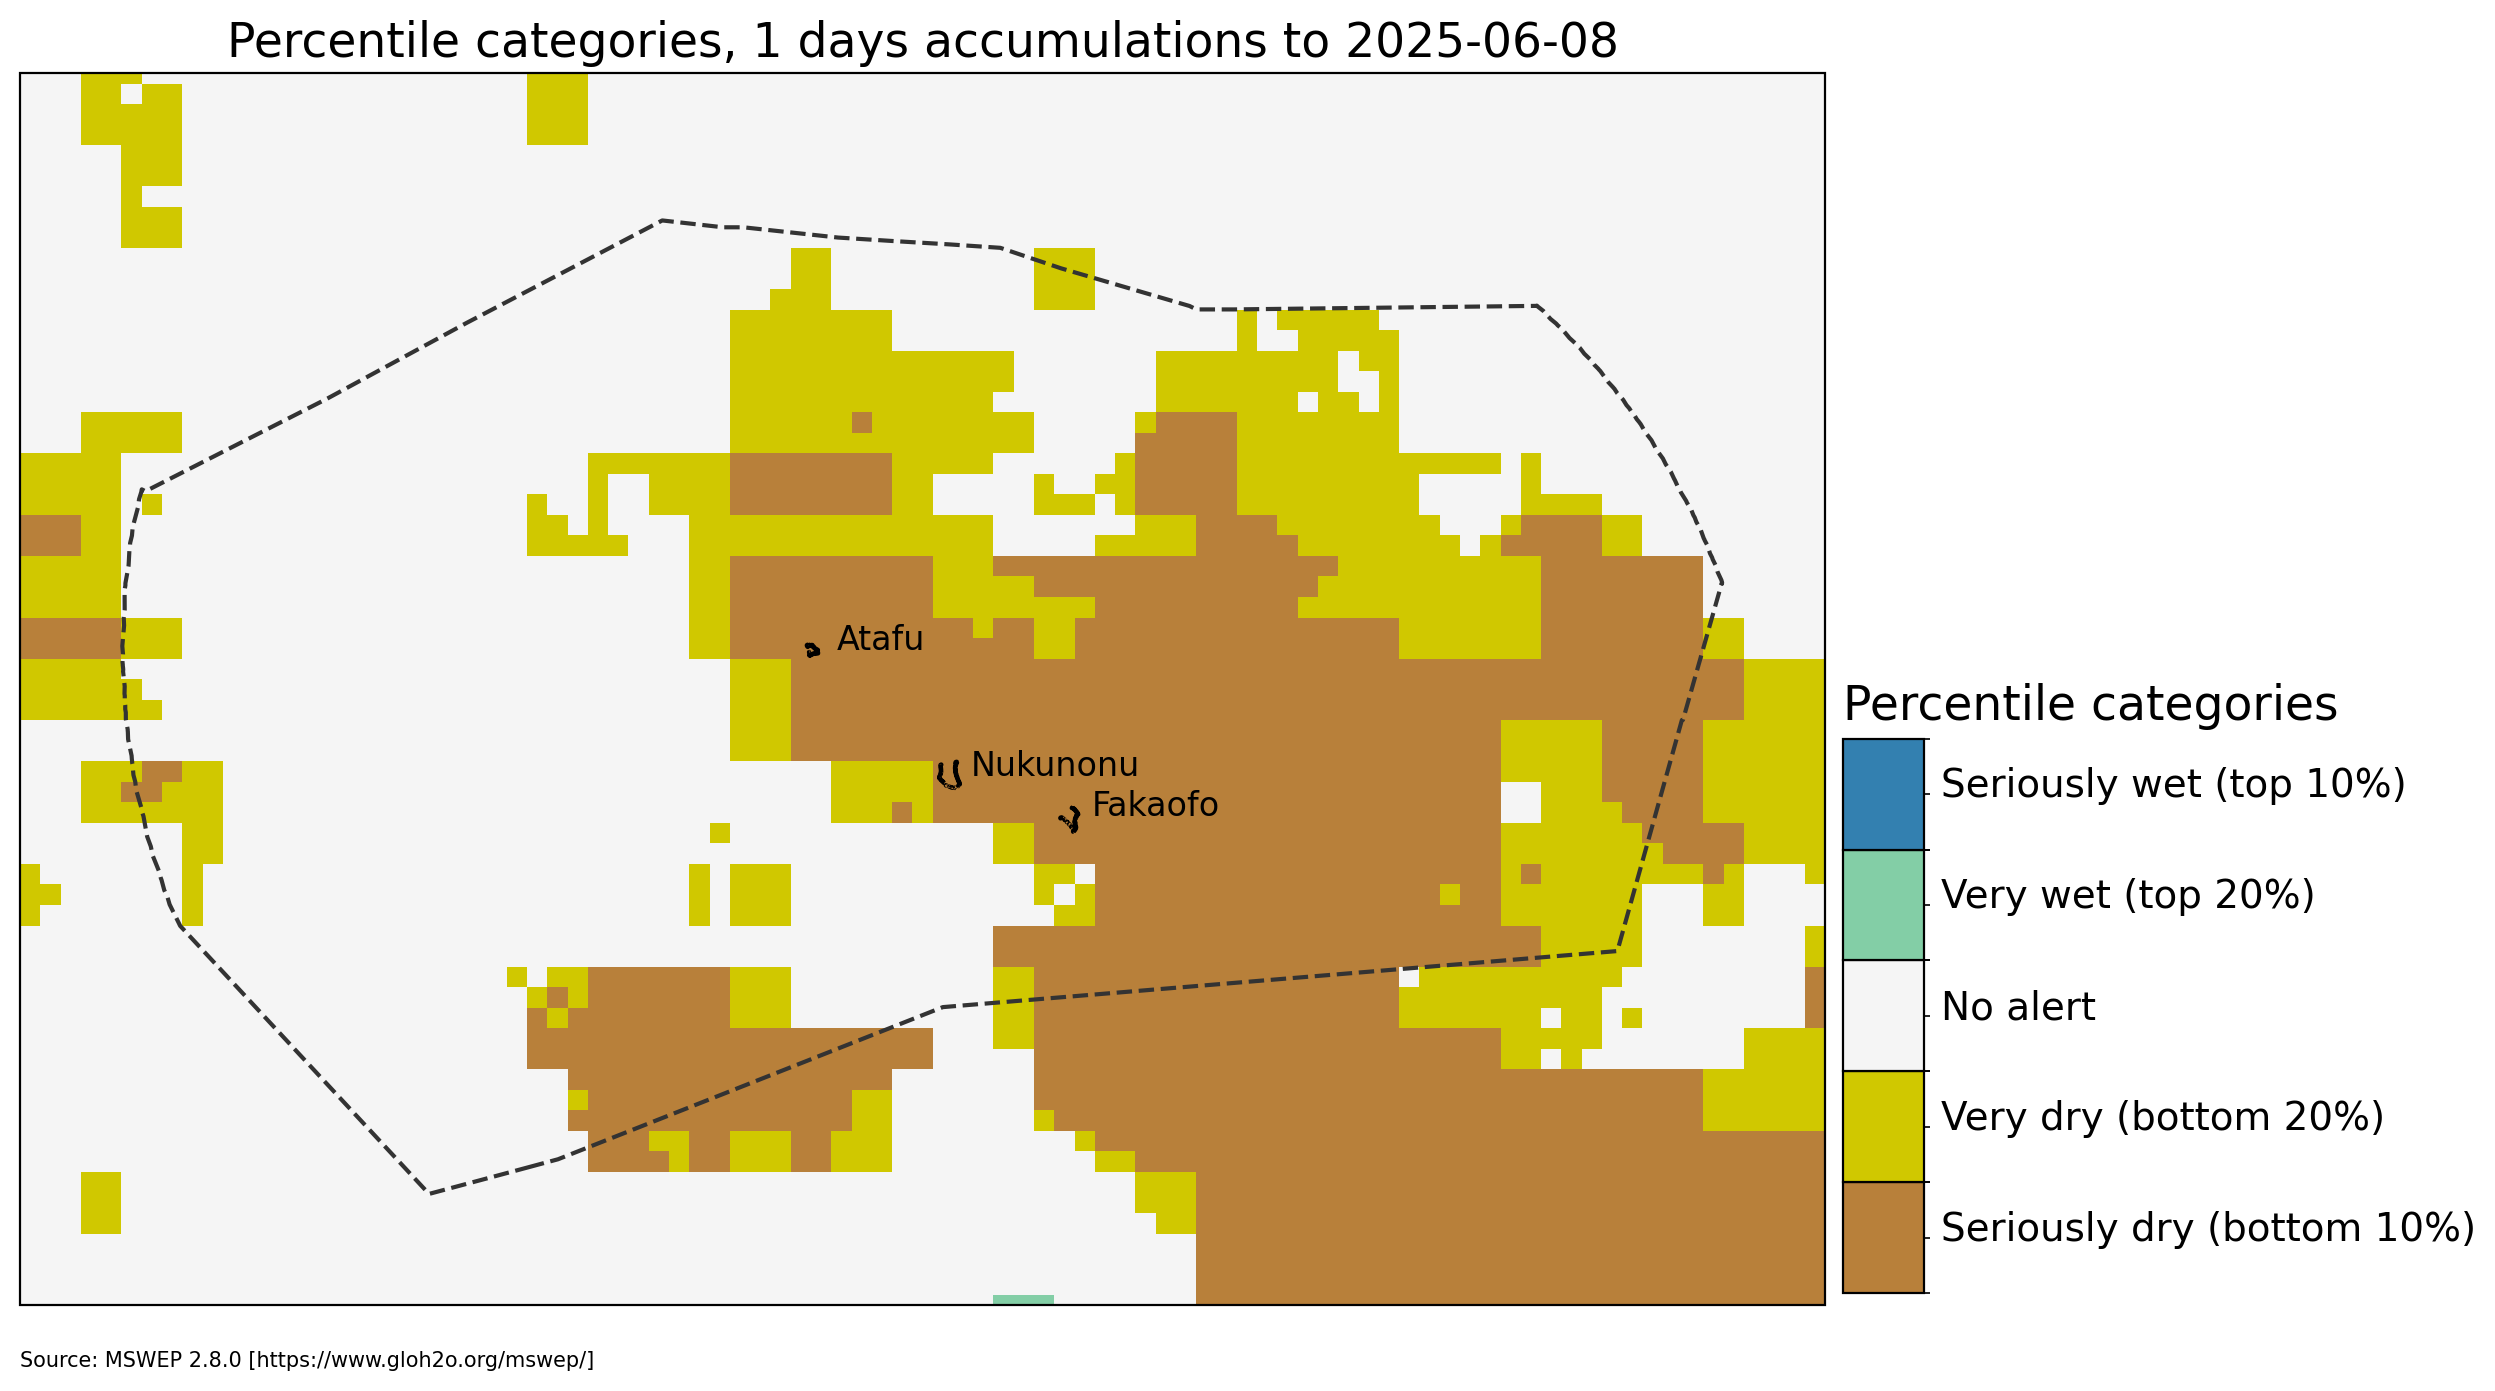 Percentile categories, 1 days accumulations to 2025-06-08
Atafu
Nukunonu
Fakaofo
Percentile categories
Seriously wet (top 10%)
Very wet (top 20%)
No alert
Very dry (bottom 20%)
Seriously dry (bottom 10%)
Source: MSWEP 2.8.0 [https://www.gloh2o.org/mswep/]